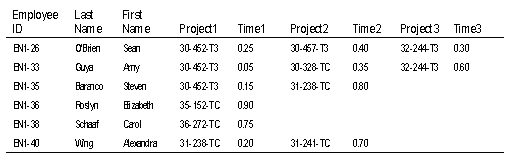 Employee ID Last Name First Name Project1 Time1 Project2 Time2 Project3 Time3
EN1-26 O'Brien Sean 30-452-T3 0.25 30-457-T3 0.40 32-244-T3 0.30
EN1-33 Guya Amy 30-452-T3 0.05 30-328-TC 0.35 32-244-T3 0.60
EN1-35 Baranco Steven 30-452-T3 0.15 31-238-TC 0.80
EN1-36 Roslyn Elizabeth 35-152-TC 0.90
EN1-38 Schaaf Carol 36-272-TC 0.75
EN1-40 Wing Alexandra 31-238-TC 0.20 31-241-TC 0.70